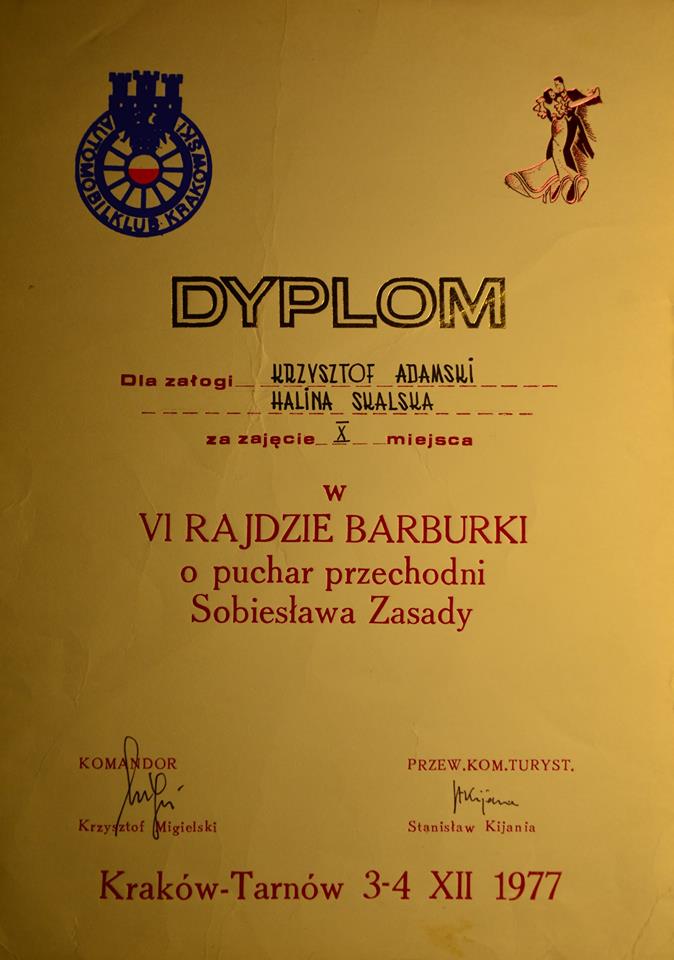 AUTOMOBILKLUB · KRAKOWSKI
DYPLOM
Dla załogi KRZYSZTOF ADAMSKI
HALINA SKALSKA
za zajęcie X miejsca
w
VI RAJDZIE BARBURKI
o puchar przechodni
Sobiesława Zasady
KOMANDOR
Krzysztof Migielski
PRZEW.KOM.TURYST.
SKijania
Stanisław Kijania
Kraków-Tarnów 3-4 XII 1977